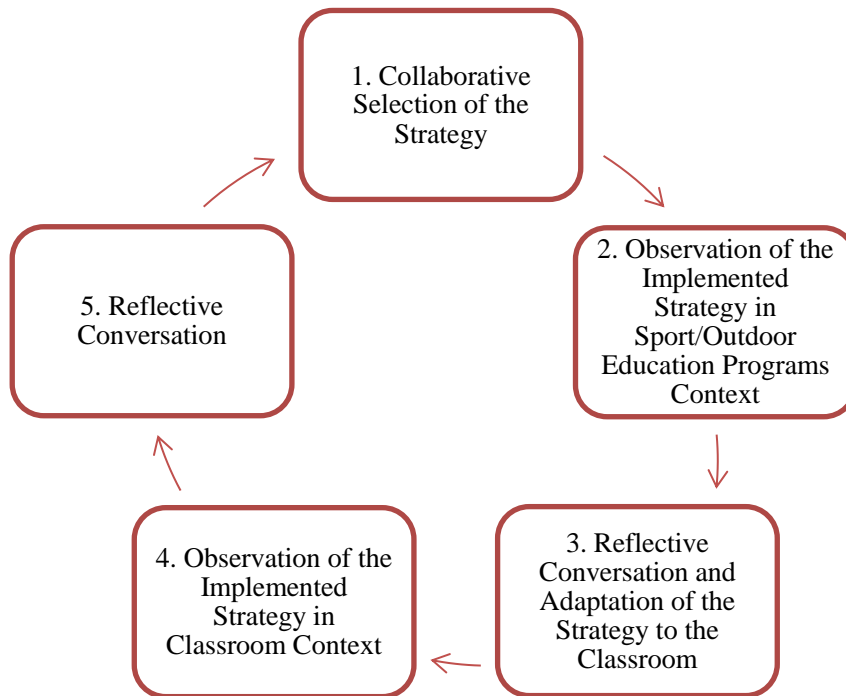 1. Collaborative
Selection of the
Strategy
2. Observation of the
Implemented
Strategy in
Sport/Outdoor
Education Programs
Context
3. Reflective
Conversation and
Adaptation of the
Strategy to the
Classroom
4. Observation of the
Implemented
Strategy in
Classroom Context
5. Reflective
Conversation